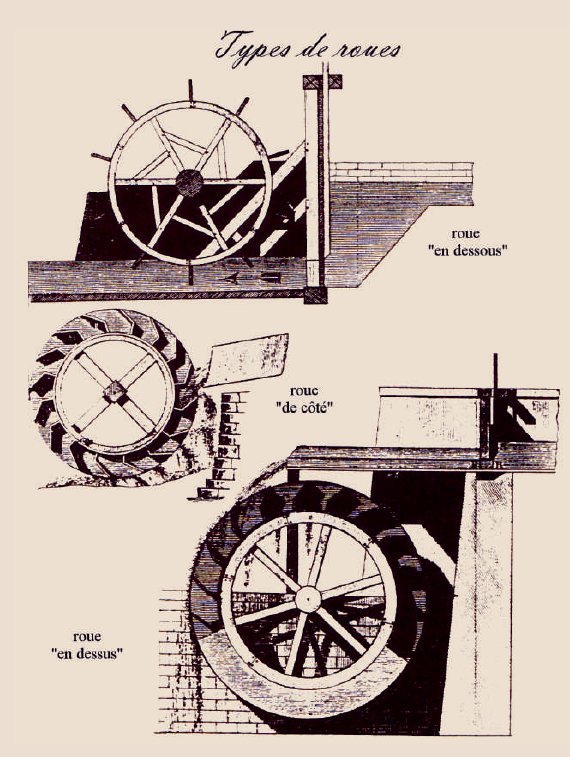 Types de roues
roue
"en dessous"
roue
"de côté"
roue
"en dessus"